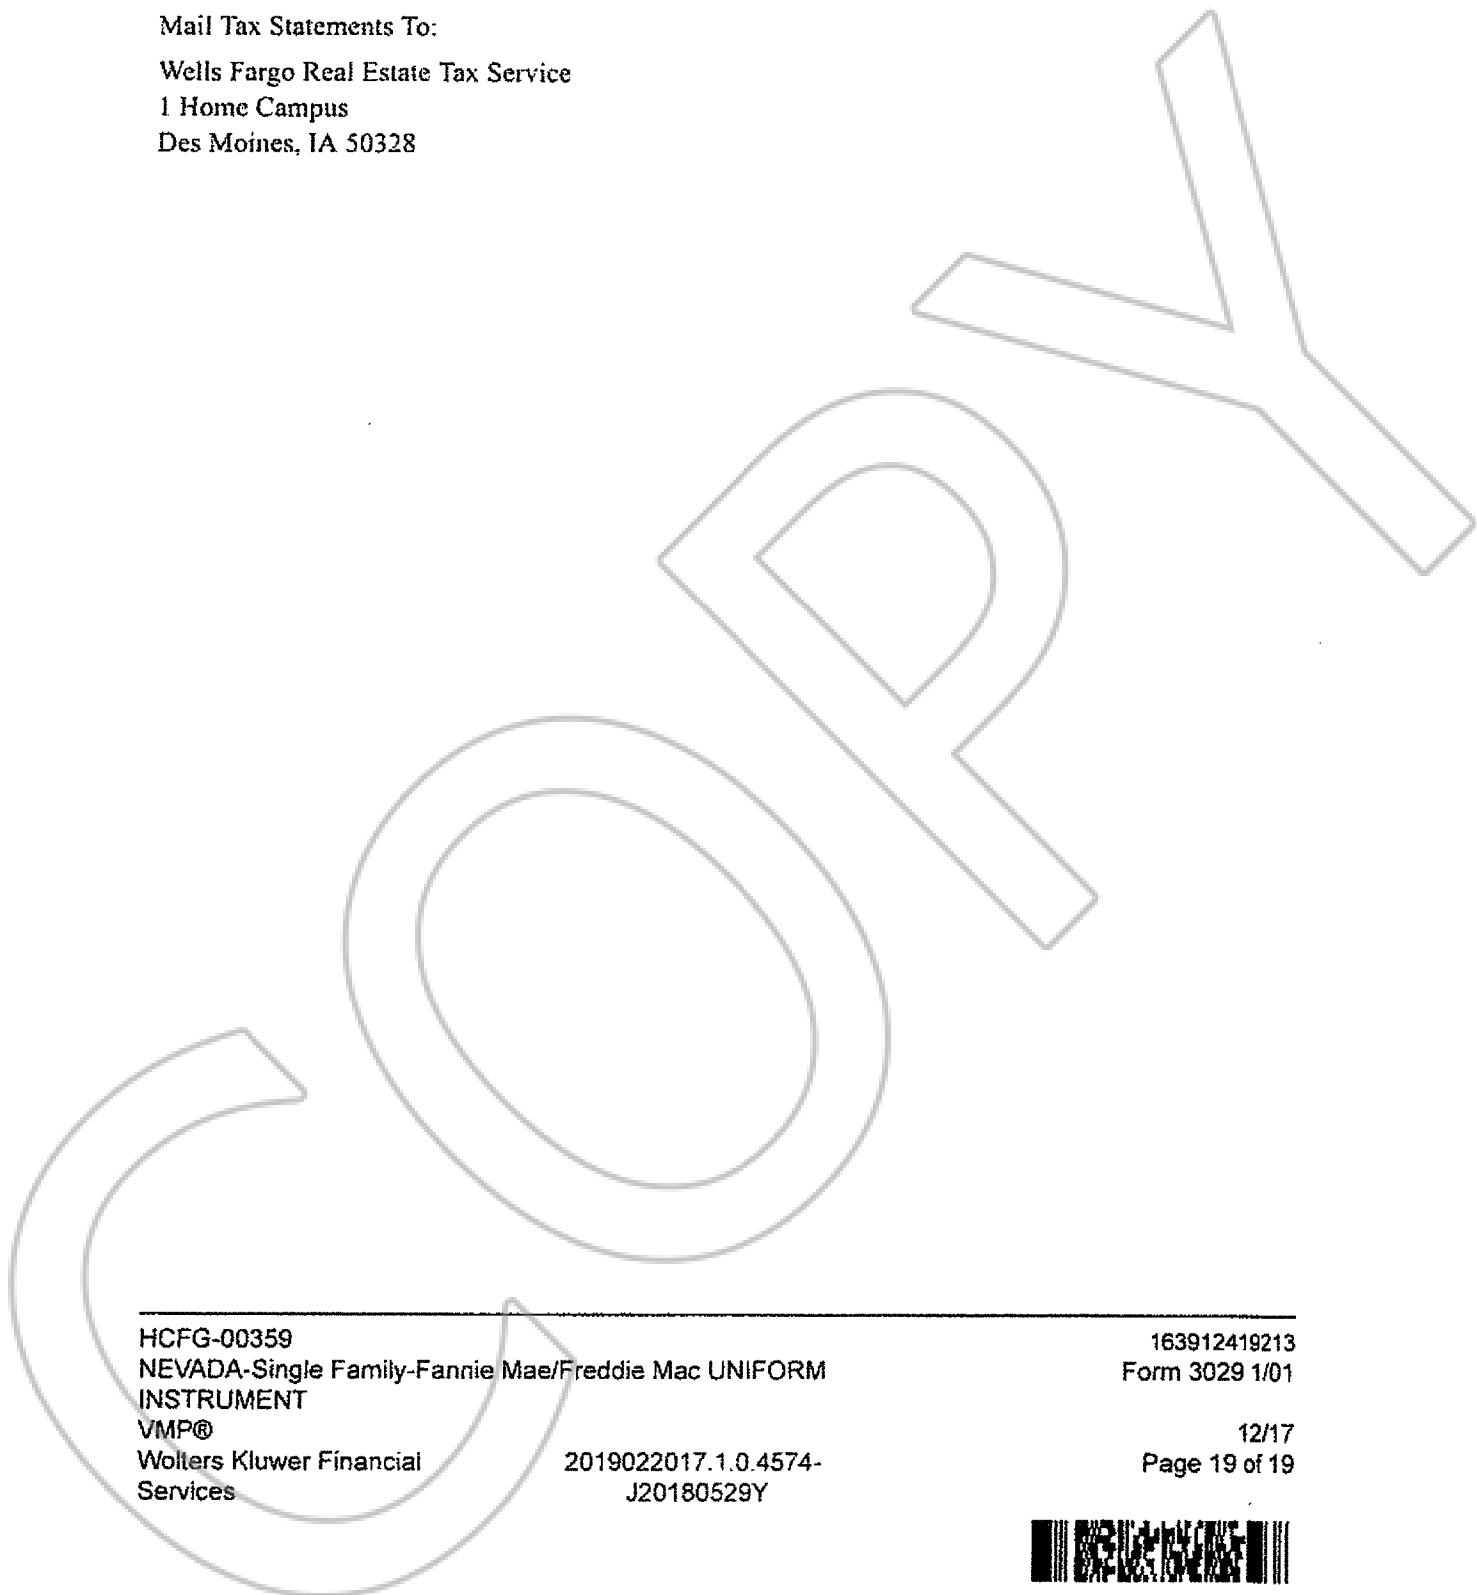 Mail Tax Statements To:
Wells Fargo Real Estate Tax Service
1 Home Campus
Des Moines, IA 50328
COPY
HCFG-00359 163912419213
NEVADA-Single Family-Fannie Mae/Freddie Mac UNIFORM Form 3029 1/01
INSTRUMENT
VMP® 12/17
Wolters Kluwer Financial 2019022017.1.0.4574- Page 19 of 19
Services J20180529Y